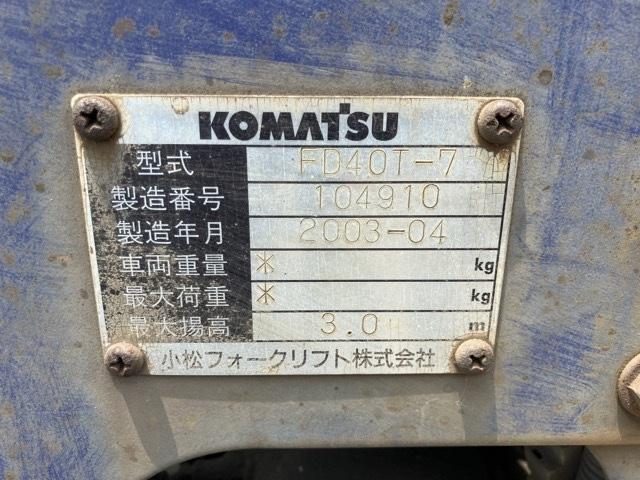 KOMATSU
型式 FD40T-7
製造番号 104910
製造年月 2003-04
車両重量 * kg
最大荷重 * kg
最大揚高 3.0 m
小松フォークリフト株式会社